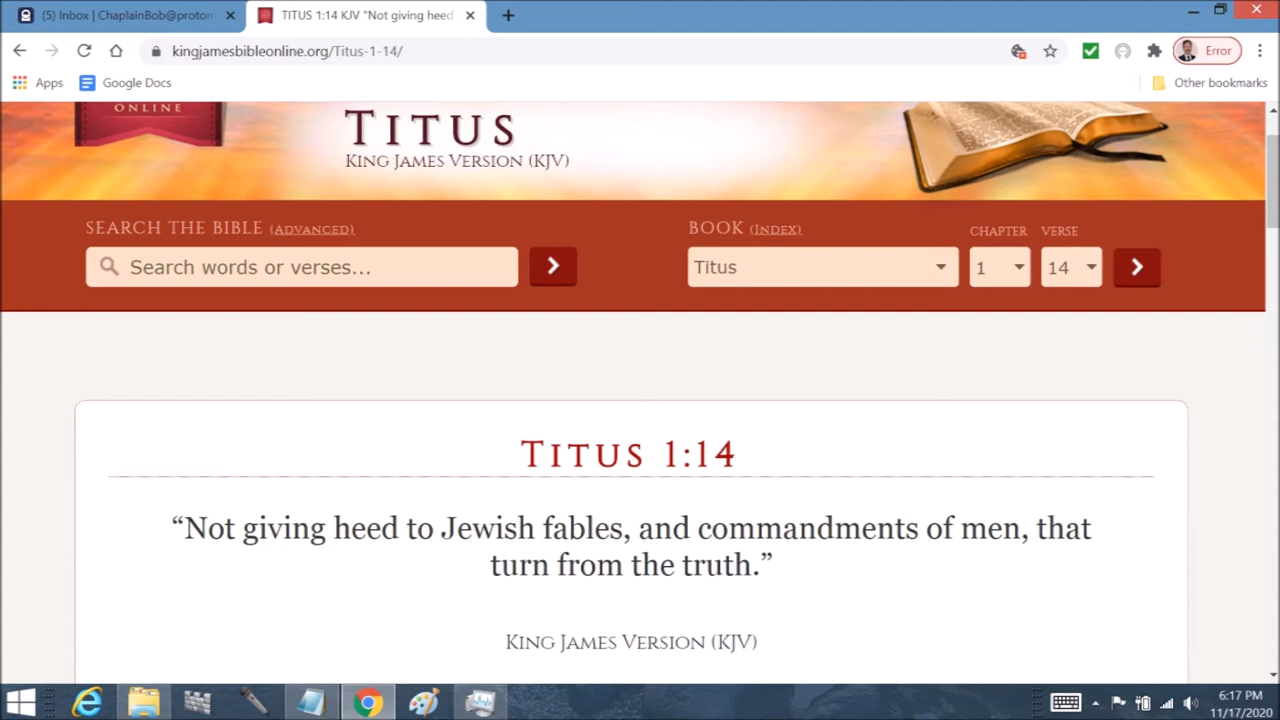 (5) Inbox | ChaplainBob@proton
TITUS 1:14 KJV "Not giving heed
kingjamesbibleonline.org/Titus-1-14/
Error
Apps
Google Docs
Other bookmarks
ONLINE
TITUS
KING JAMES VERSION (KJV)
SEARCH THE BIBLE (ADVANCED)
BOOK (INDEX)
CHAPTER
VERSE
Search words or verses...
Titus
1
14
TITUS 1:14
“Not giving heed to Jewish fables, and commandments of men, that
turn from the truth.”
KING JAMES VERSION (KJV)
6:17 PM
11/17/2020